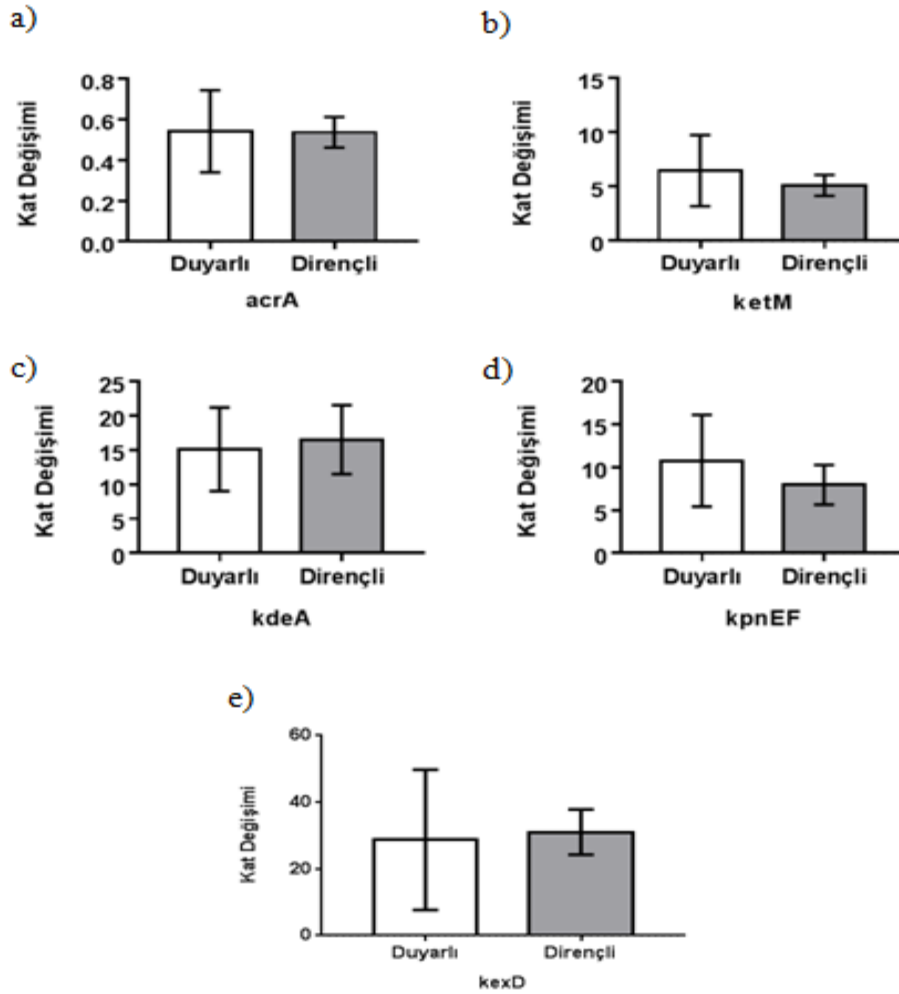 a)
Kat Değişimi
0.8
0.6
0.4
0.2
0.0
Duyarlı Dirençli
acrA
b)
Kat Değişimi
15
10
5
0
Duyarlı Dirençli
ketM
c)
Kat Değişimi
25
20
15
10
5
0
Duyarlı Dirençli
kdeA
d)
Kat Değişimi
20
15
10
5
0
Duyarlı Dirençli
kpnEF
e)
Kat Değişimi
60
40
20
0
Duyarlı Dirençli
kexD